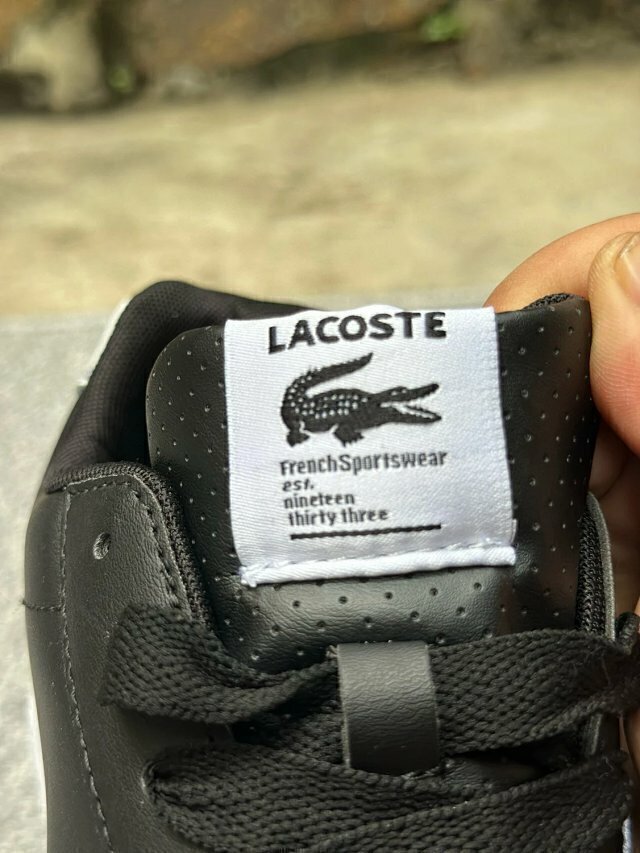 LACOSTE
FrenchSportswear
est.
nineteen
thirty three